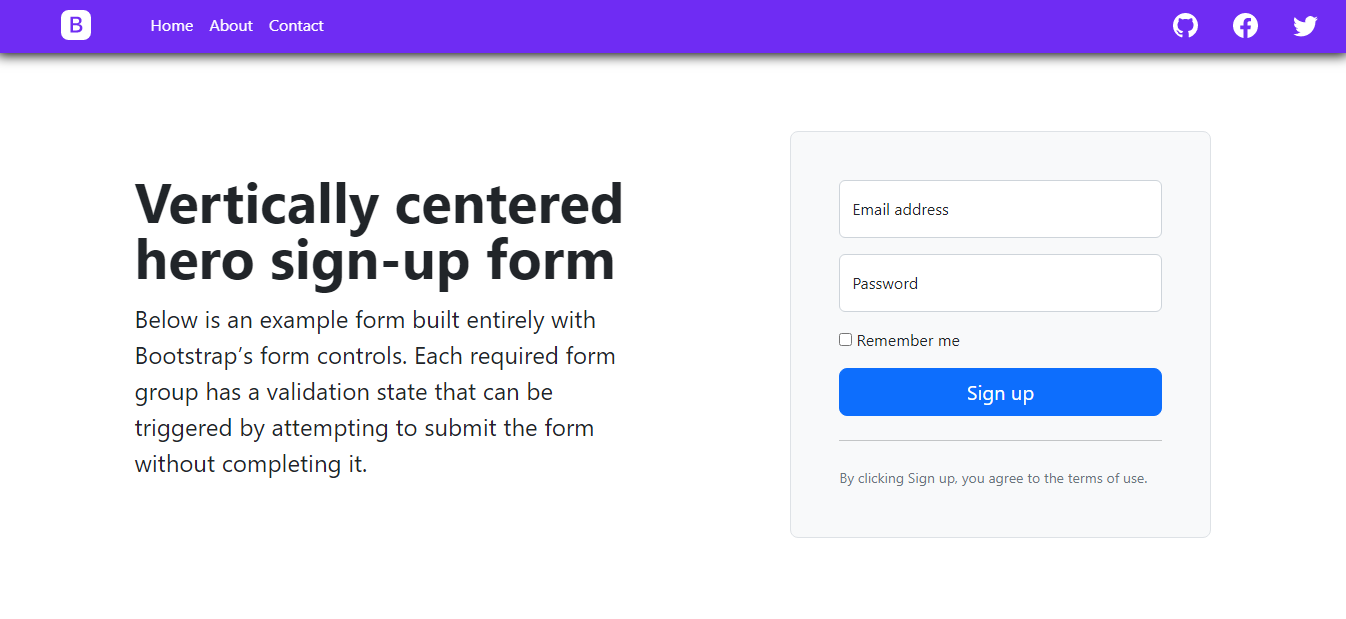 B
Home About Contact
Vertically centered
hero sign-up form
Below is an example form built entirely with
Bootstrap’s form controls. Each required form
group has a validation state that can be
triggered by attempting to submit the form
without completing it.
Email address
Password
Remember me
Sign up
By clicking Sign up, you agree to the terms of use.